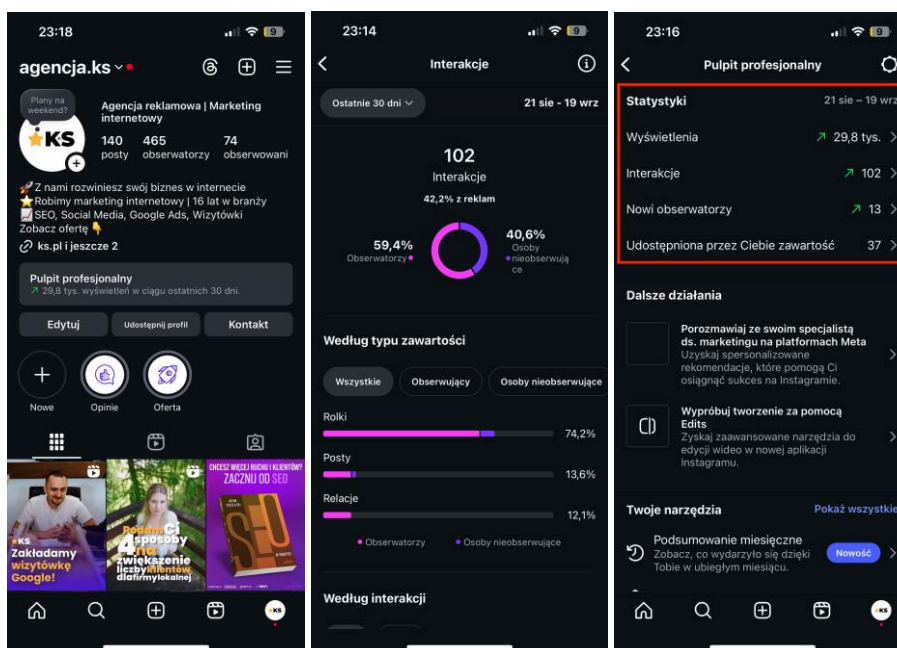 23:18
9
agencja.ks
Plany na
weekend?
KS
Agencja reklamowa | Marketing
internetowy
140 465 74
posty obserwatorzy obserwowani
🚀Z nami rozwiniesz swój biznes w internecie
⭐Robimy marketing internetowy | 16 lat w branży
📈SEO, Social Media, Google Ads, Wizytówki
Zobacz ofertę 👇
ks.pl i jeszcze 2
Pulpit profesjonalny
29,8 tys. wyświetleń w ciągu ostatnich 30 dni.
Edytuj Udostępnij profil Kontakt
Nowe Opinie Oferta
KS
Zakładamy
wizytówkę
Google!
Podam Ci
4 sposoby
na
zwiększenie
liczby klientów
dla firmy lokalnej
CHCESZ WIĘCEJ RUCHU I KLIENTÓW?
ZACZNIJ OD SEO
SEO
KS
23:14
9
Interakcje
Ostatnie 30 dni 21 sie - 19 wrz
102
Interakcje
42,2% z reklam
59,4%
Obserwatorzy
40,6%
Osoby
nieobserwują
ce
Według typu zawartości
Wszystkie Obserwujący Osoby nieobserwujące
Rolki
74,2%
Posty
13,6%
Relacje
12,1%
Obserwatorzy Osoby nieobserwujące
Według interakcji
23:16
9
Pulpit profesjonalny
Statystyki 21 sie – 19 wrz
Wyświetlenia 29,8 tys.
Interakcje 102
Nowi obserwatorzy 13
Udostępniona przez Ciebie zawartość 37
Dalsze działania
Porozmawiaj ze swoim specjalistą
ds. marketingu na platformach Meta
Uzyskaj spersonalizowane
rekomendacje, które pomogą Ci
osiągnąć sukces na Instagramie.
Wypróbuj tworzenie za pomocą
Edits
Zyskaj zaawansowane narzędzia do
edycji wideo w nowej aplikacji
Instagramu.
Twoje narzędzia Pokaż wszystkie
Podsumowanie miesięczne
Zobacz, co wydarzyło się dzięki
Tobie w ubiegłym miesiącu.
Nowość
KS